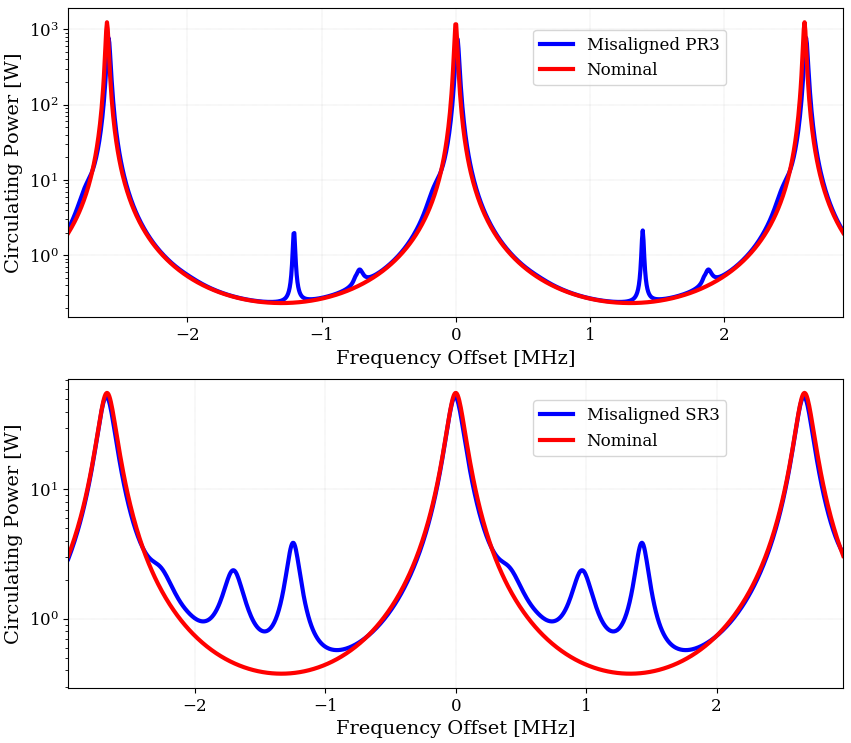 Circulating Power [W]
10³
10²
10¹
10⁰
Misaligned PR3
Nominal
−2 −1 0 1 2
Frequency Offset [MHz]
Circulating Power [W]
10¹
10⁰
Misaligned SR3
Nominal
−2 −1 0 1 2
Frequency Offset [MHz]